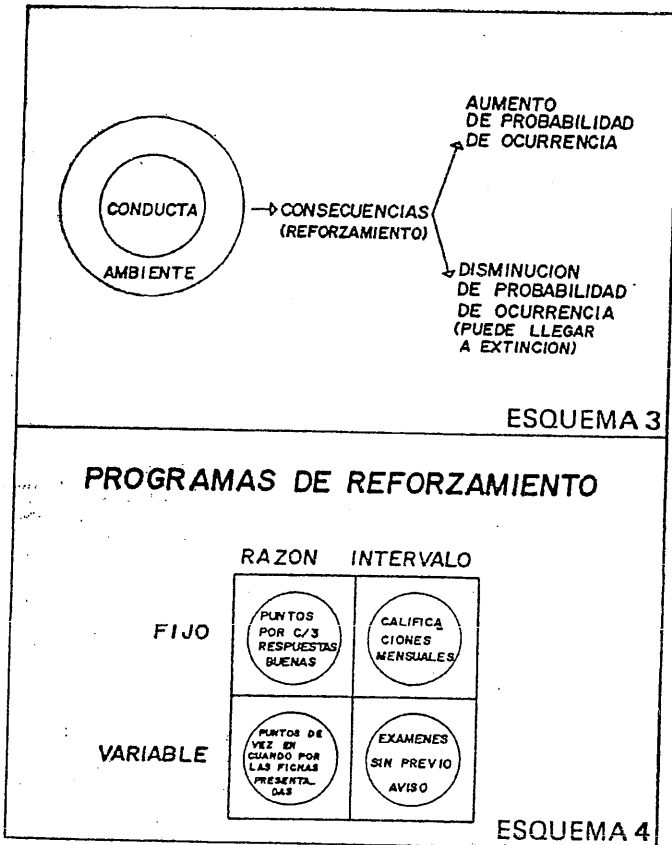 AUMENTO
DE PROBABILIDAD
DE OCURRENCIA
CONDUCTA
CONSECUENCIAS
(REFORZAMIENTO)
AMBIENTE
DISMINUCION
DE PROBABILIDAD
DE OCURRENCIA
(PUEDE LLEGAR
A EXTINCION)
ESQUEMA 3
PROGRAMAS DE REFORZAMIENTO
RAZON INTERVALO
FIJO
PUNTOS
POR C/3
RESPUESTAS
BUENAS
CALIFICA
CIONES
MENSUALES
VARIABLE
PUNTOS DE
VEZ EN
CUANDO POR
LAS FICHAS
PRESENTA_
DAS
EXAMENES
SIN PREVIO
AVISO
ESQUEMA 4